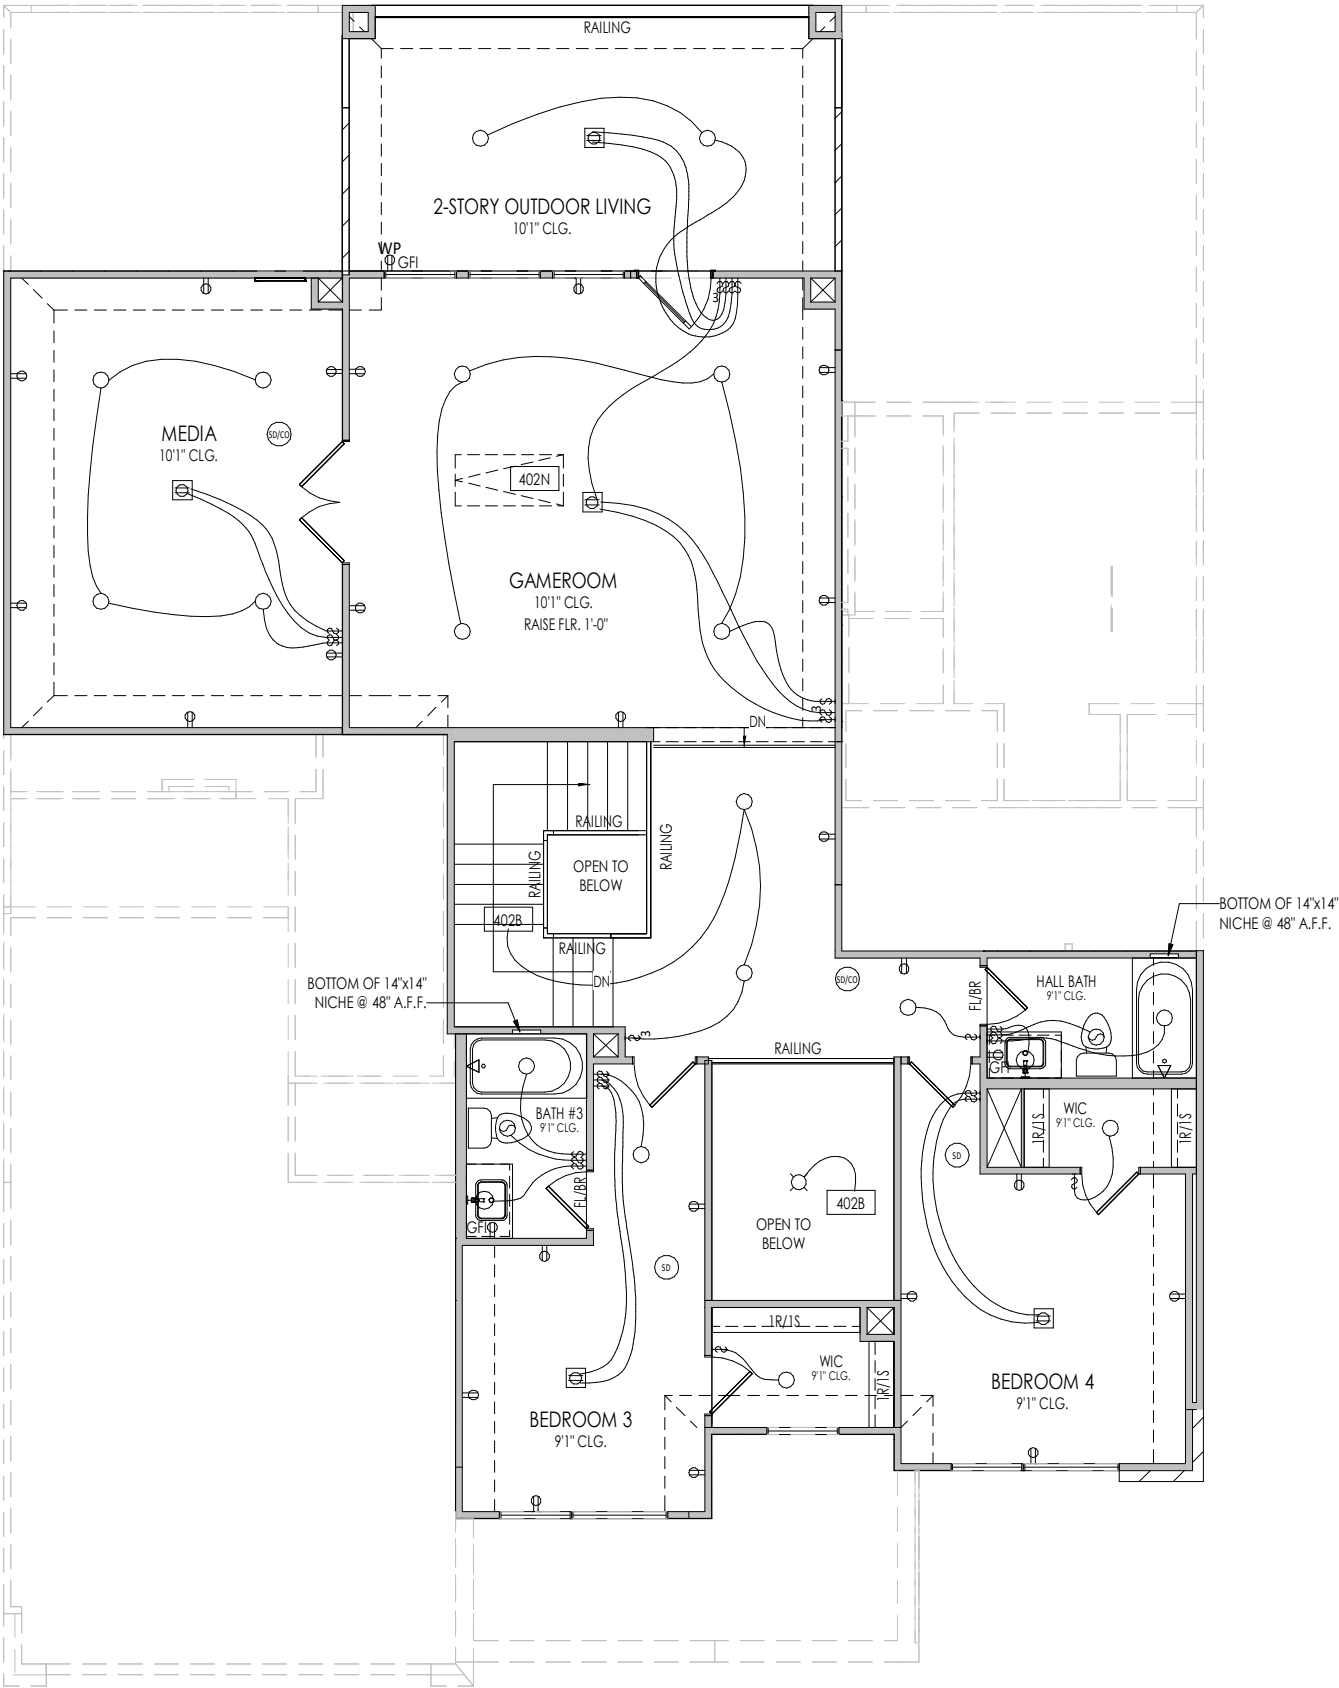 RAILING
2-STORY OUTDOOR LIVING
10'1" CLG.
WP
GFI
3
MEDIA
10'1" CLG.
SD/CO
402N
GAMEROOM
10'1" CLG.
RAISE FLR. 1'-0"
3
DN
RAILING
RAILING
RAILING
OPEN TO
BELOW
402B
RAILING
DN
BOTTOM OF 14"x14"
NICHE @ 48" A.F.F.
BOTTOM OF 14"x14"
NICHE @ 48" A.F.F.
SD/CO
FL/BR
HALL BATH
9'1" CLG.
GFI
3
RAILING
BATH #3
9'1" CLG.
FL/BR
GFI
WIC
9'1" CLG.
1R/1S
1R/1S
SD
402B
OPEN TO
BELOW
SD
1R/1S
WIC
9'1" CLG.
1R/1S
BEDROOM 4
9'1" CLG.
BEDROOM 3
9'1" CLG.